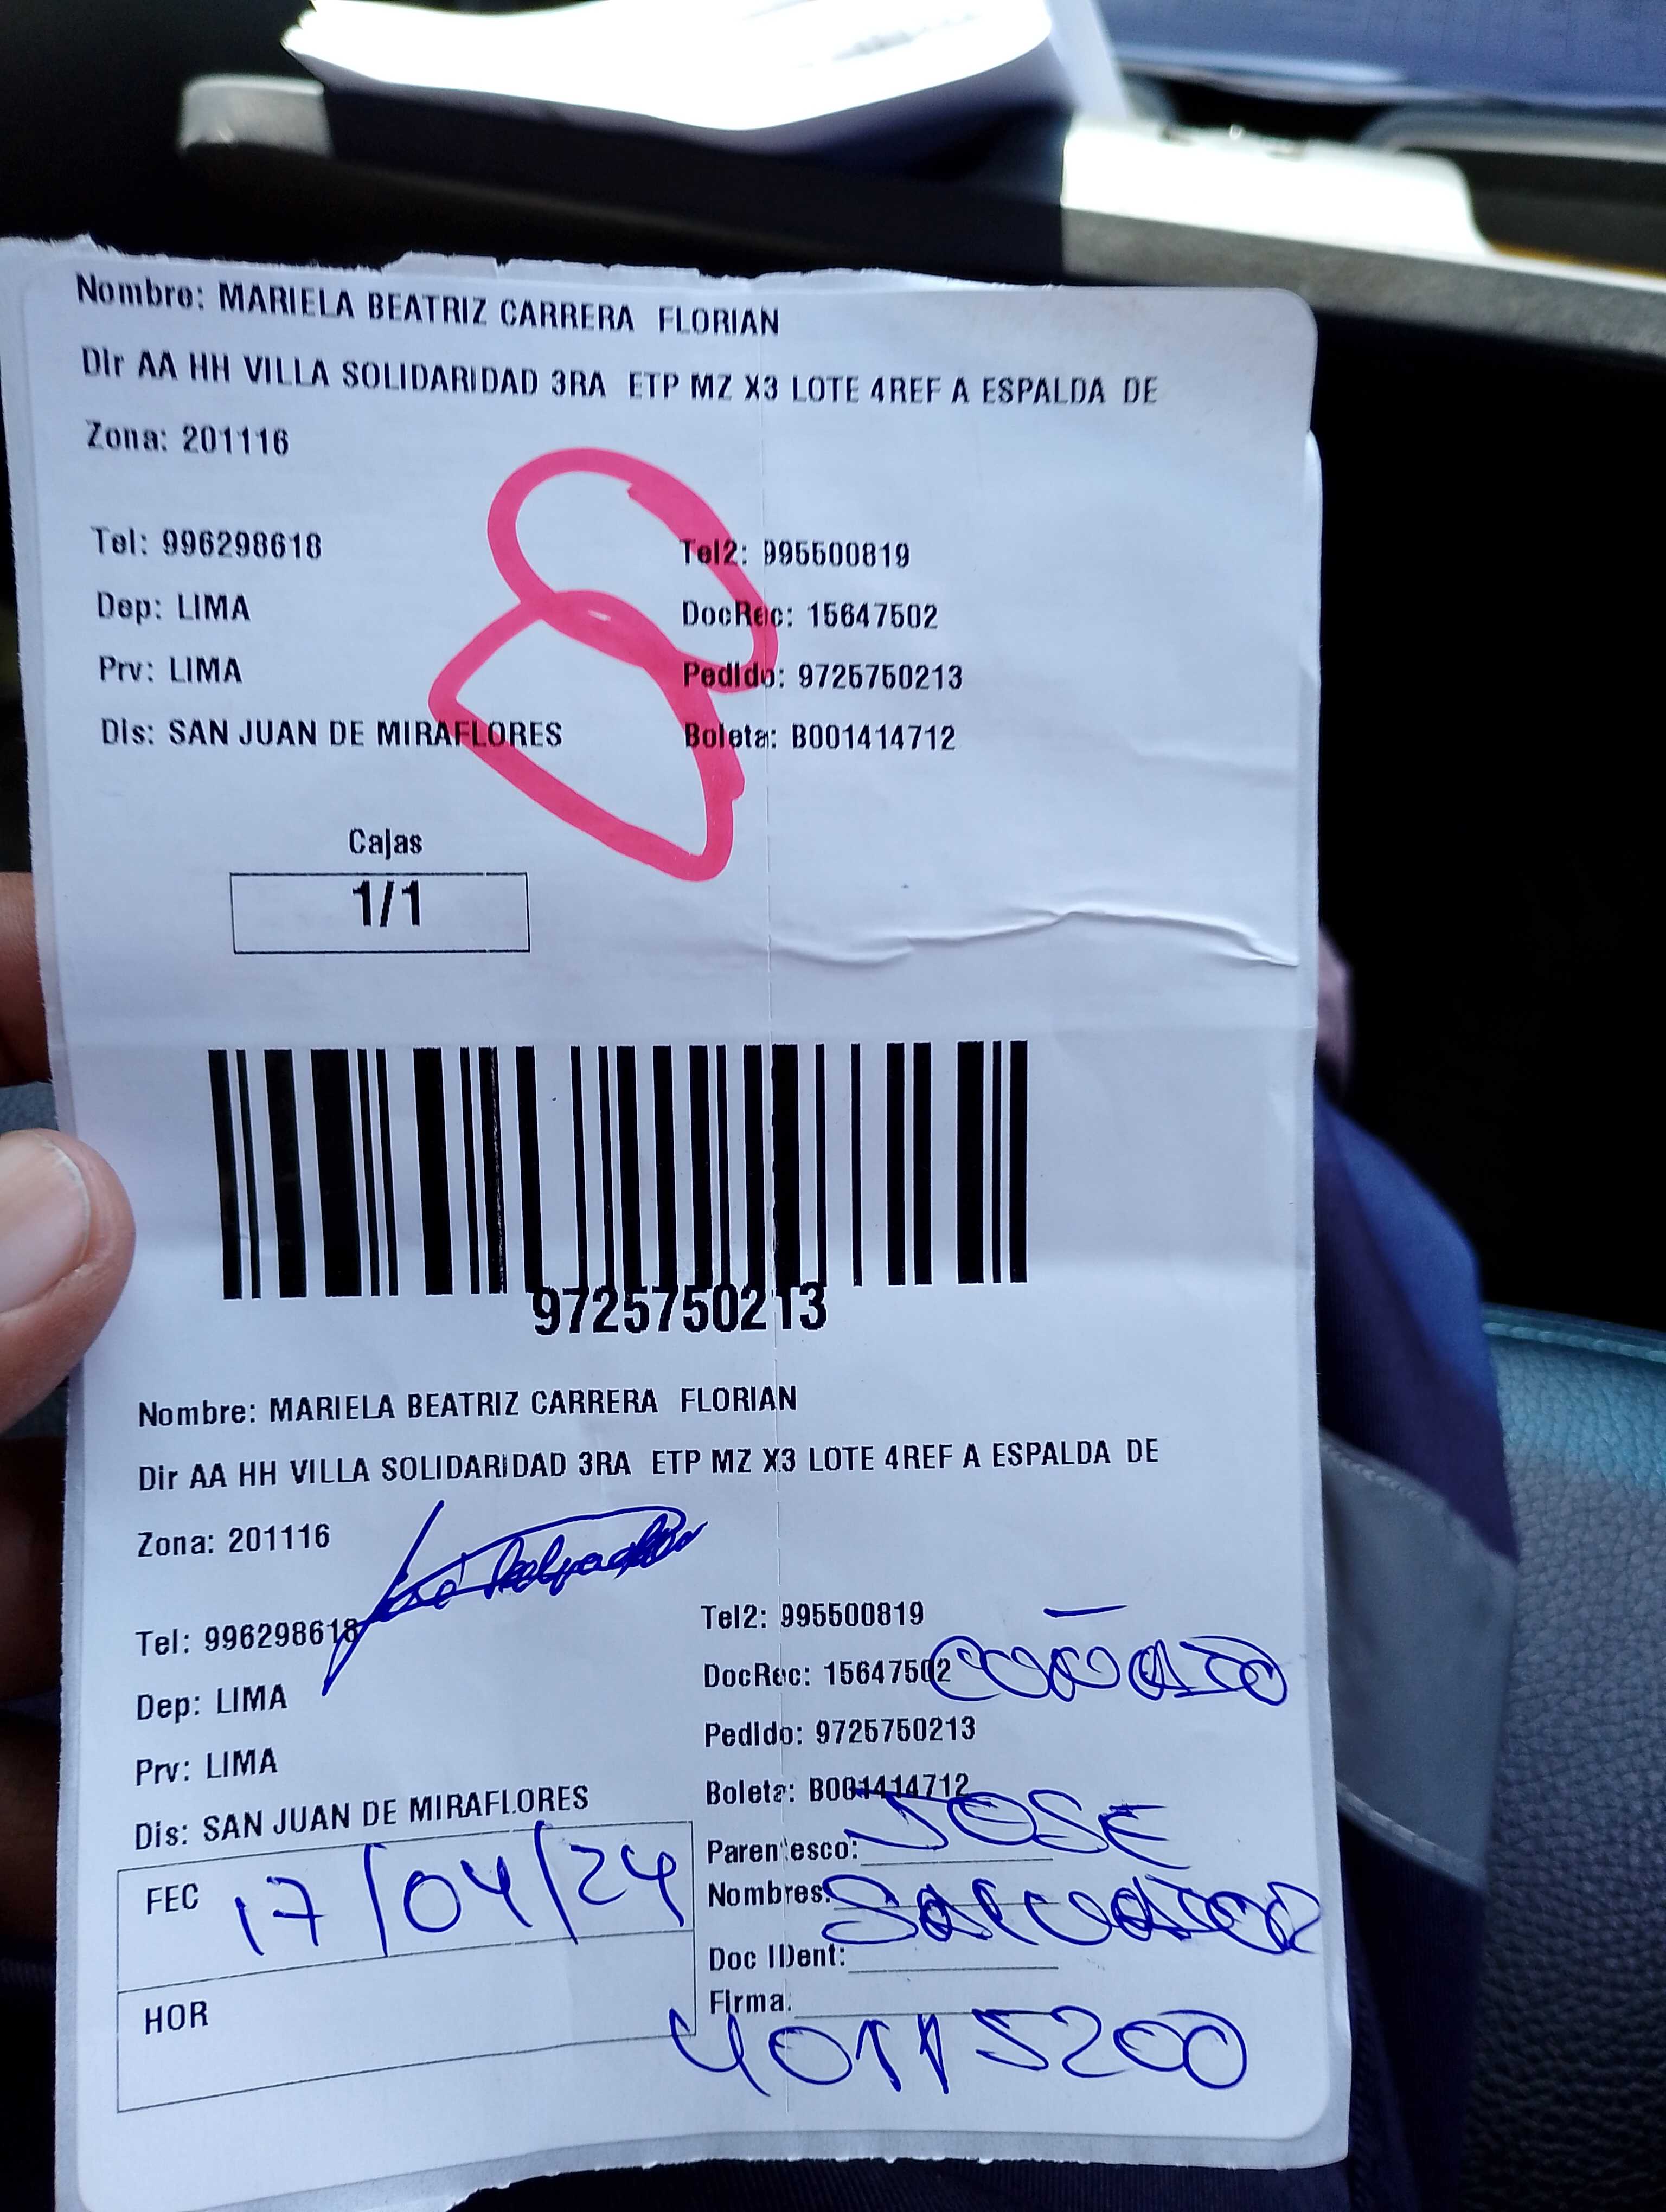 Nombre: MARIELA BEATRIZ CARRERA FLORIAN
Dir AA HH VILLA SOLIDARIDAD 3RA ETP MZ X3 LOTE 4REF A ESPALDA DE
Zona: 201116
Tel: 996298618 Tel2: 995500819
Dep: LIMA DocRec: 15647502
Prv: LIMA Pedido: 9725750213
Dis: SAN JUAN DE MIRAFLORES Boleta: B001414712
8
Cajas
1/1
9725750213
Nombre: MARIELA BEATRIZ CARRERA FLORIAN
Dir AA HH VILLA SOLIDARIDAD 3RA ETP MZ X3 LOTE 4REF A ESPALDA DE
Zona: 201116
Tel: 996298618 Tel2: 995500819
Dep: LIMA DocRec: 15647502
Prv: LIMA Pedido: 9725750213
Dis: SAN JUAN DE MIRAFLORES Boleta: B001414712
Parentesco: JOSE
FEC 17/04/24 Nombres: SALVADOR
Doc IDent:
HOR Firma:
40115200